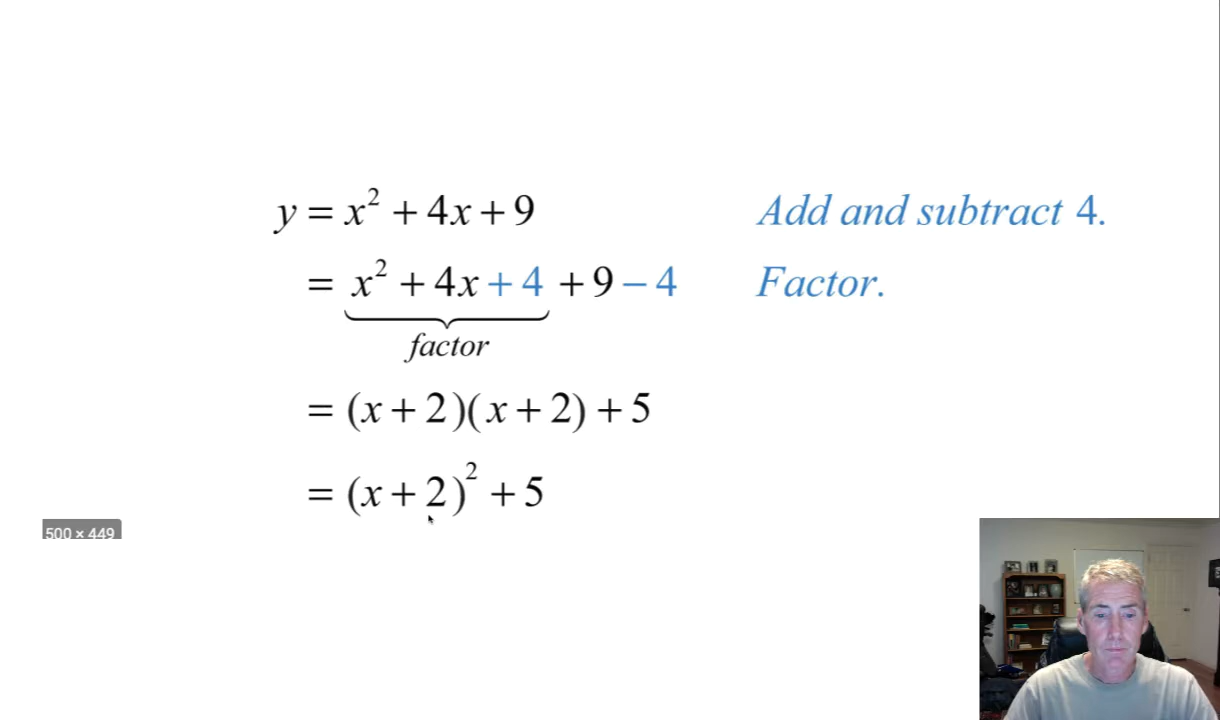 y = x² + 4x + 9 Add and subtract 4.
= x² + 4x + 4 + 9 − 4 Factor.
factor
= (x + 2)(x + 2) + 5
= (x + 2)² + 5
500 × 449